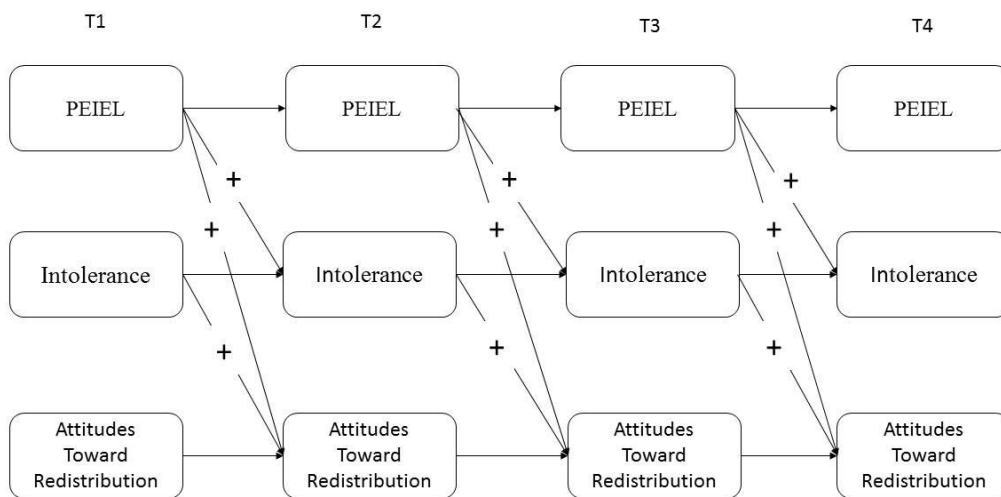 T1 T2 T3 T4
PEIEL PEIEL PEIEL PEIEL
+ + +
+ + +
Intolerance Intolerance Intolerance Intolerance
+ + +
Attitudes Attitudes Attitudes Attitudes
Toward Toward Toward Toward
Redistribution Redistribution Redistribution Redistribution